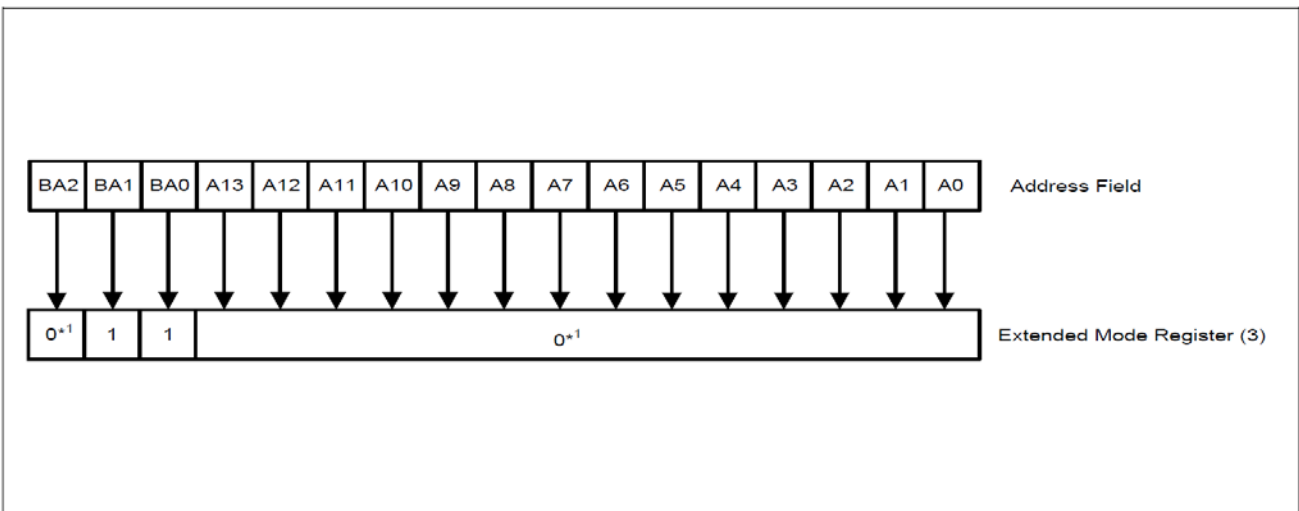 BA2 BA1 BA0 A13 A12 A11 A10 A9 A8 A7 A6 A5 A4 A3 A2 A1 A0 Address Field
0*1 1 1 0*1 Extended Mode Register (3)